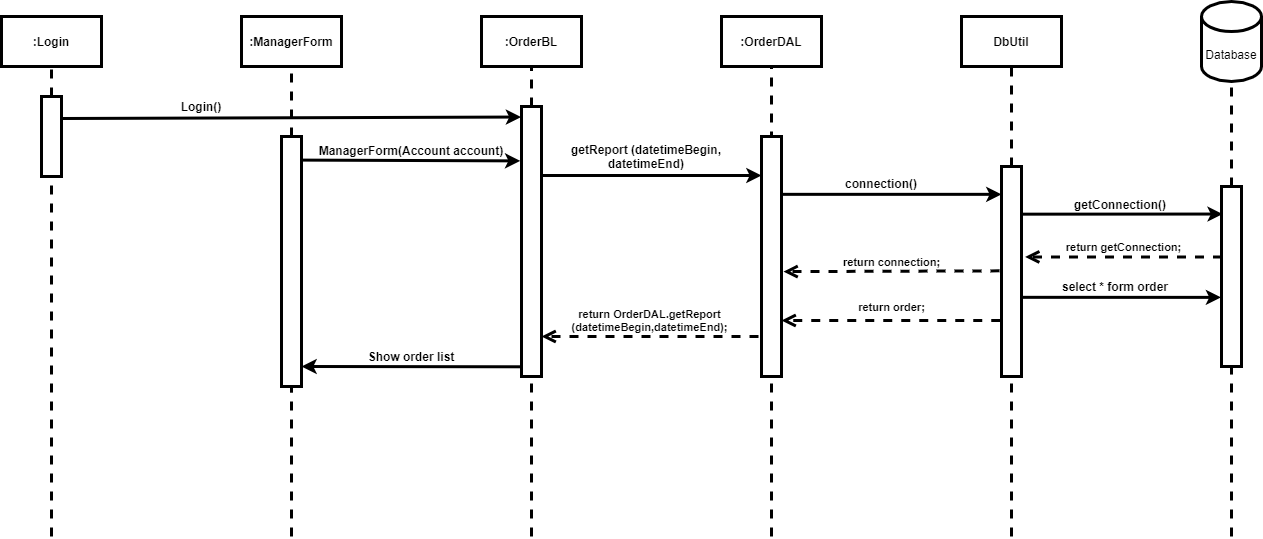 :Login
:ManagerForm
:OrderBL
:OrderDAL
DbUtil
Database
Login()
ManagerForm(Account account)
getReport (datetimeBegin,
datetimeEnd)
connection()
getConnection()
return getConnection;
return connection;
select * form order
return order;
return OrderDAL.getReport
(datetimeBegin,datetimeEnd);
Show order list